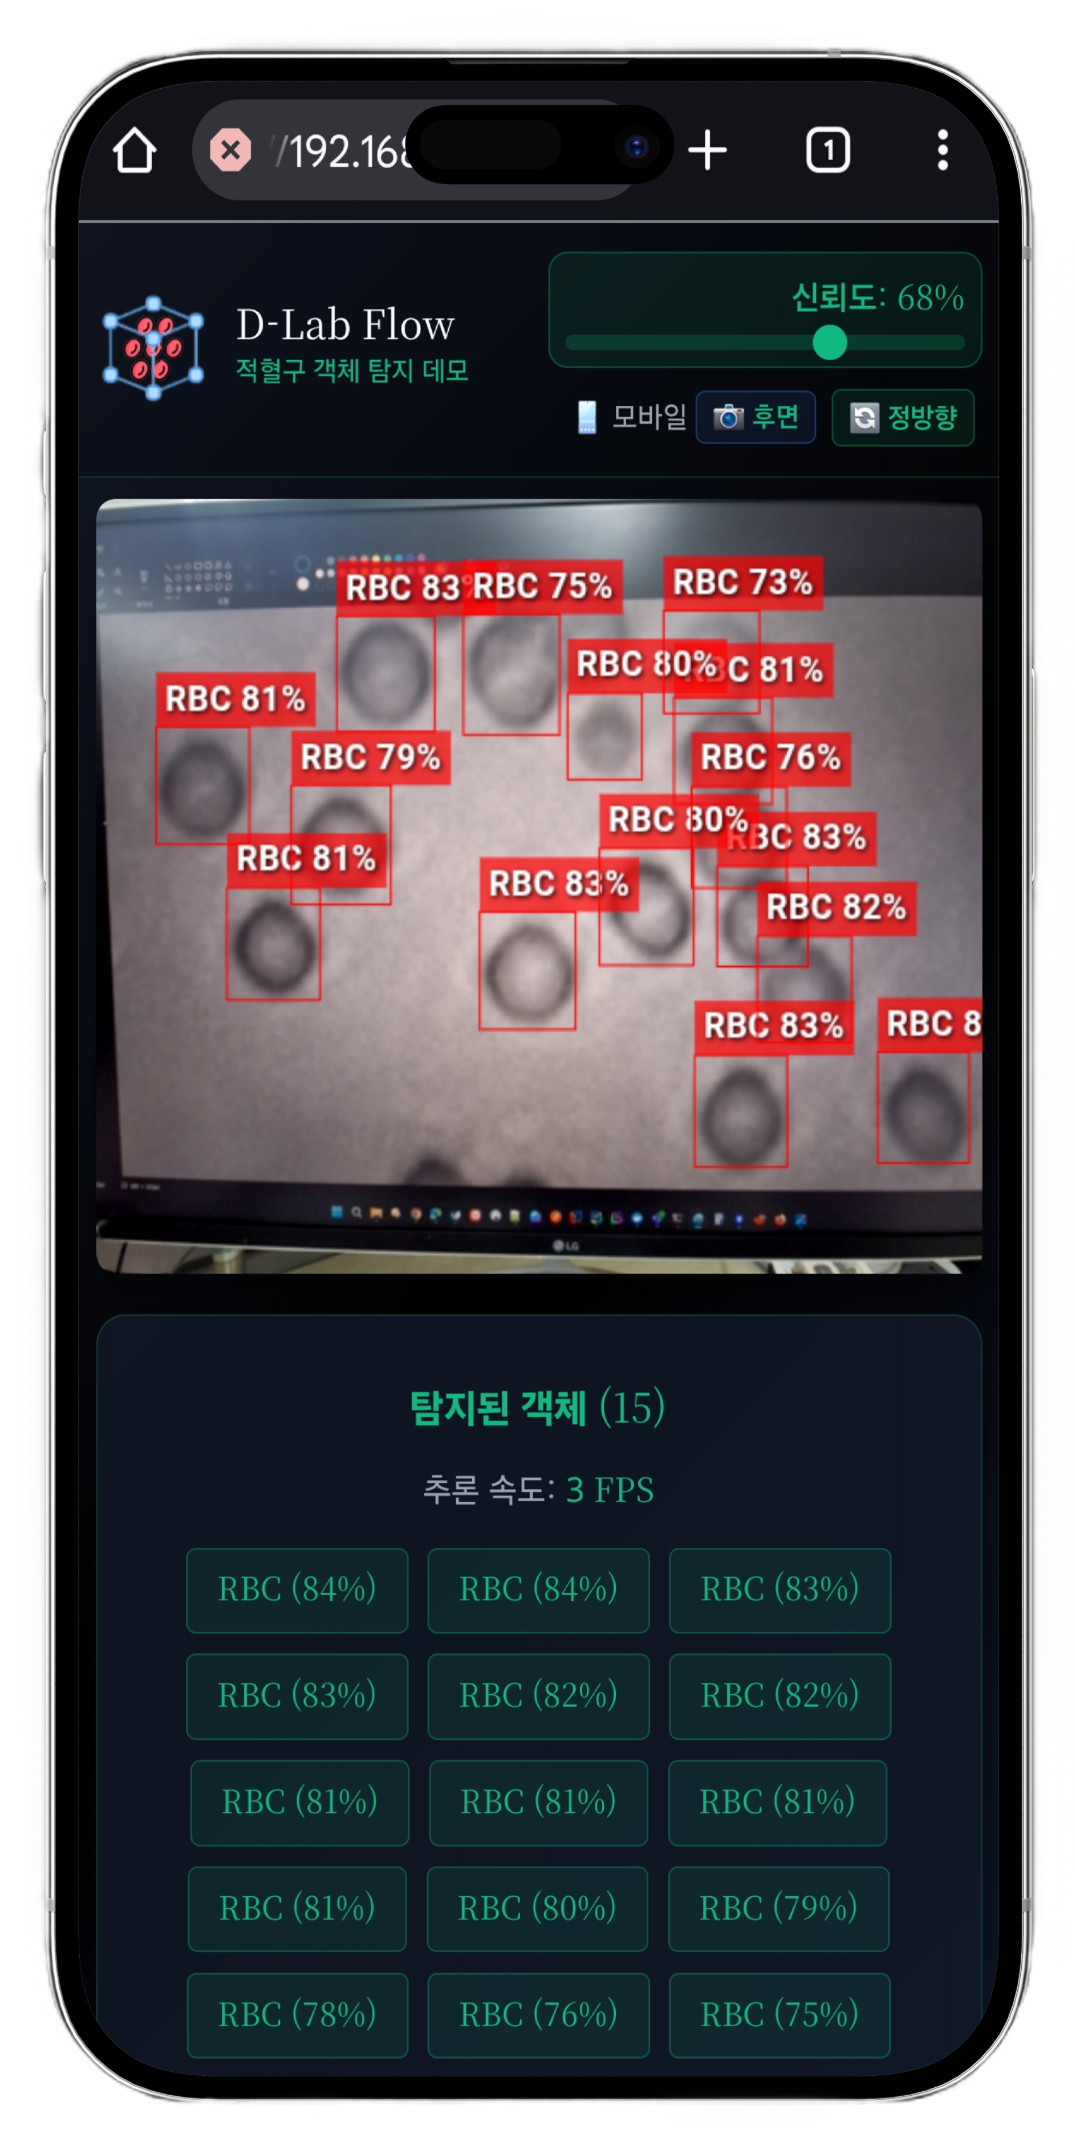 //192.168
1
D-Lab Flow
적혈구 객체 탐지 데모
신뢰도: 68%
모바일
후면
정방향
RBC 83%
RBC 75%
RBC 73%
RBC 80%
RBC 81%
RBC 81%
RBC 79%
RBC 76%
RBC 80%
RBC 83%
RBC 81%
RBC 83%
RBC 82%
RBC 83%
RBC 8
LG
탐지된 객체 (15)
추론 속도: 3 FPS
RBC (84%) RBC (84%) RBC (83%)
RBC (83%) RBC (82%) RBC (82%)
RBC (81%) RBC (81%) RBC (81%)
RBC (81%) RBC (80%) RBC (79%)
RBC (78%) RBC (76%) RBC (75%)